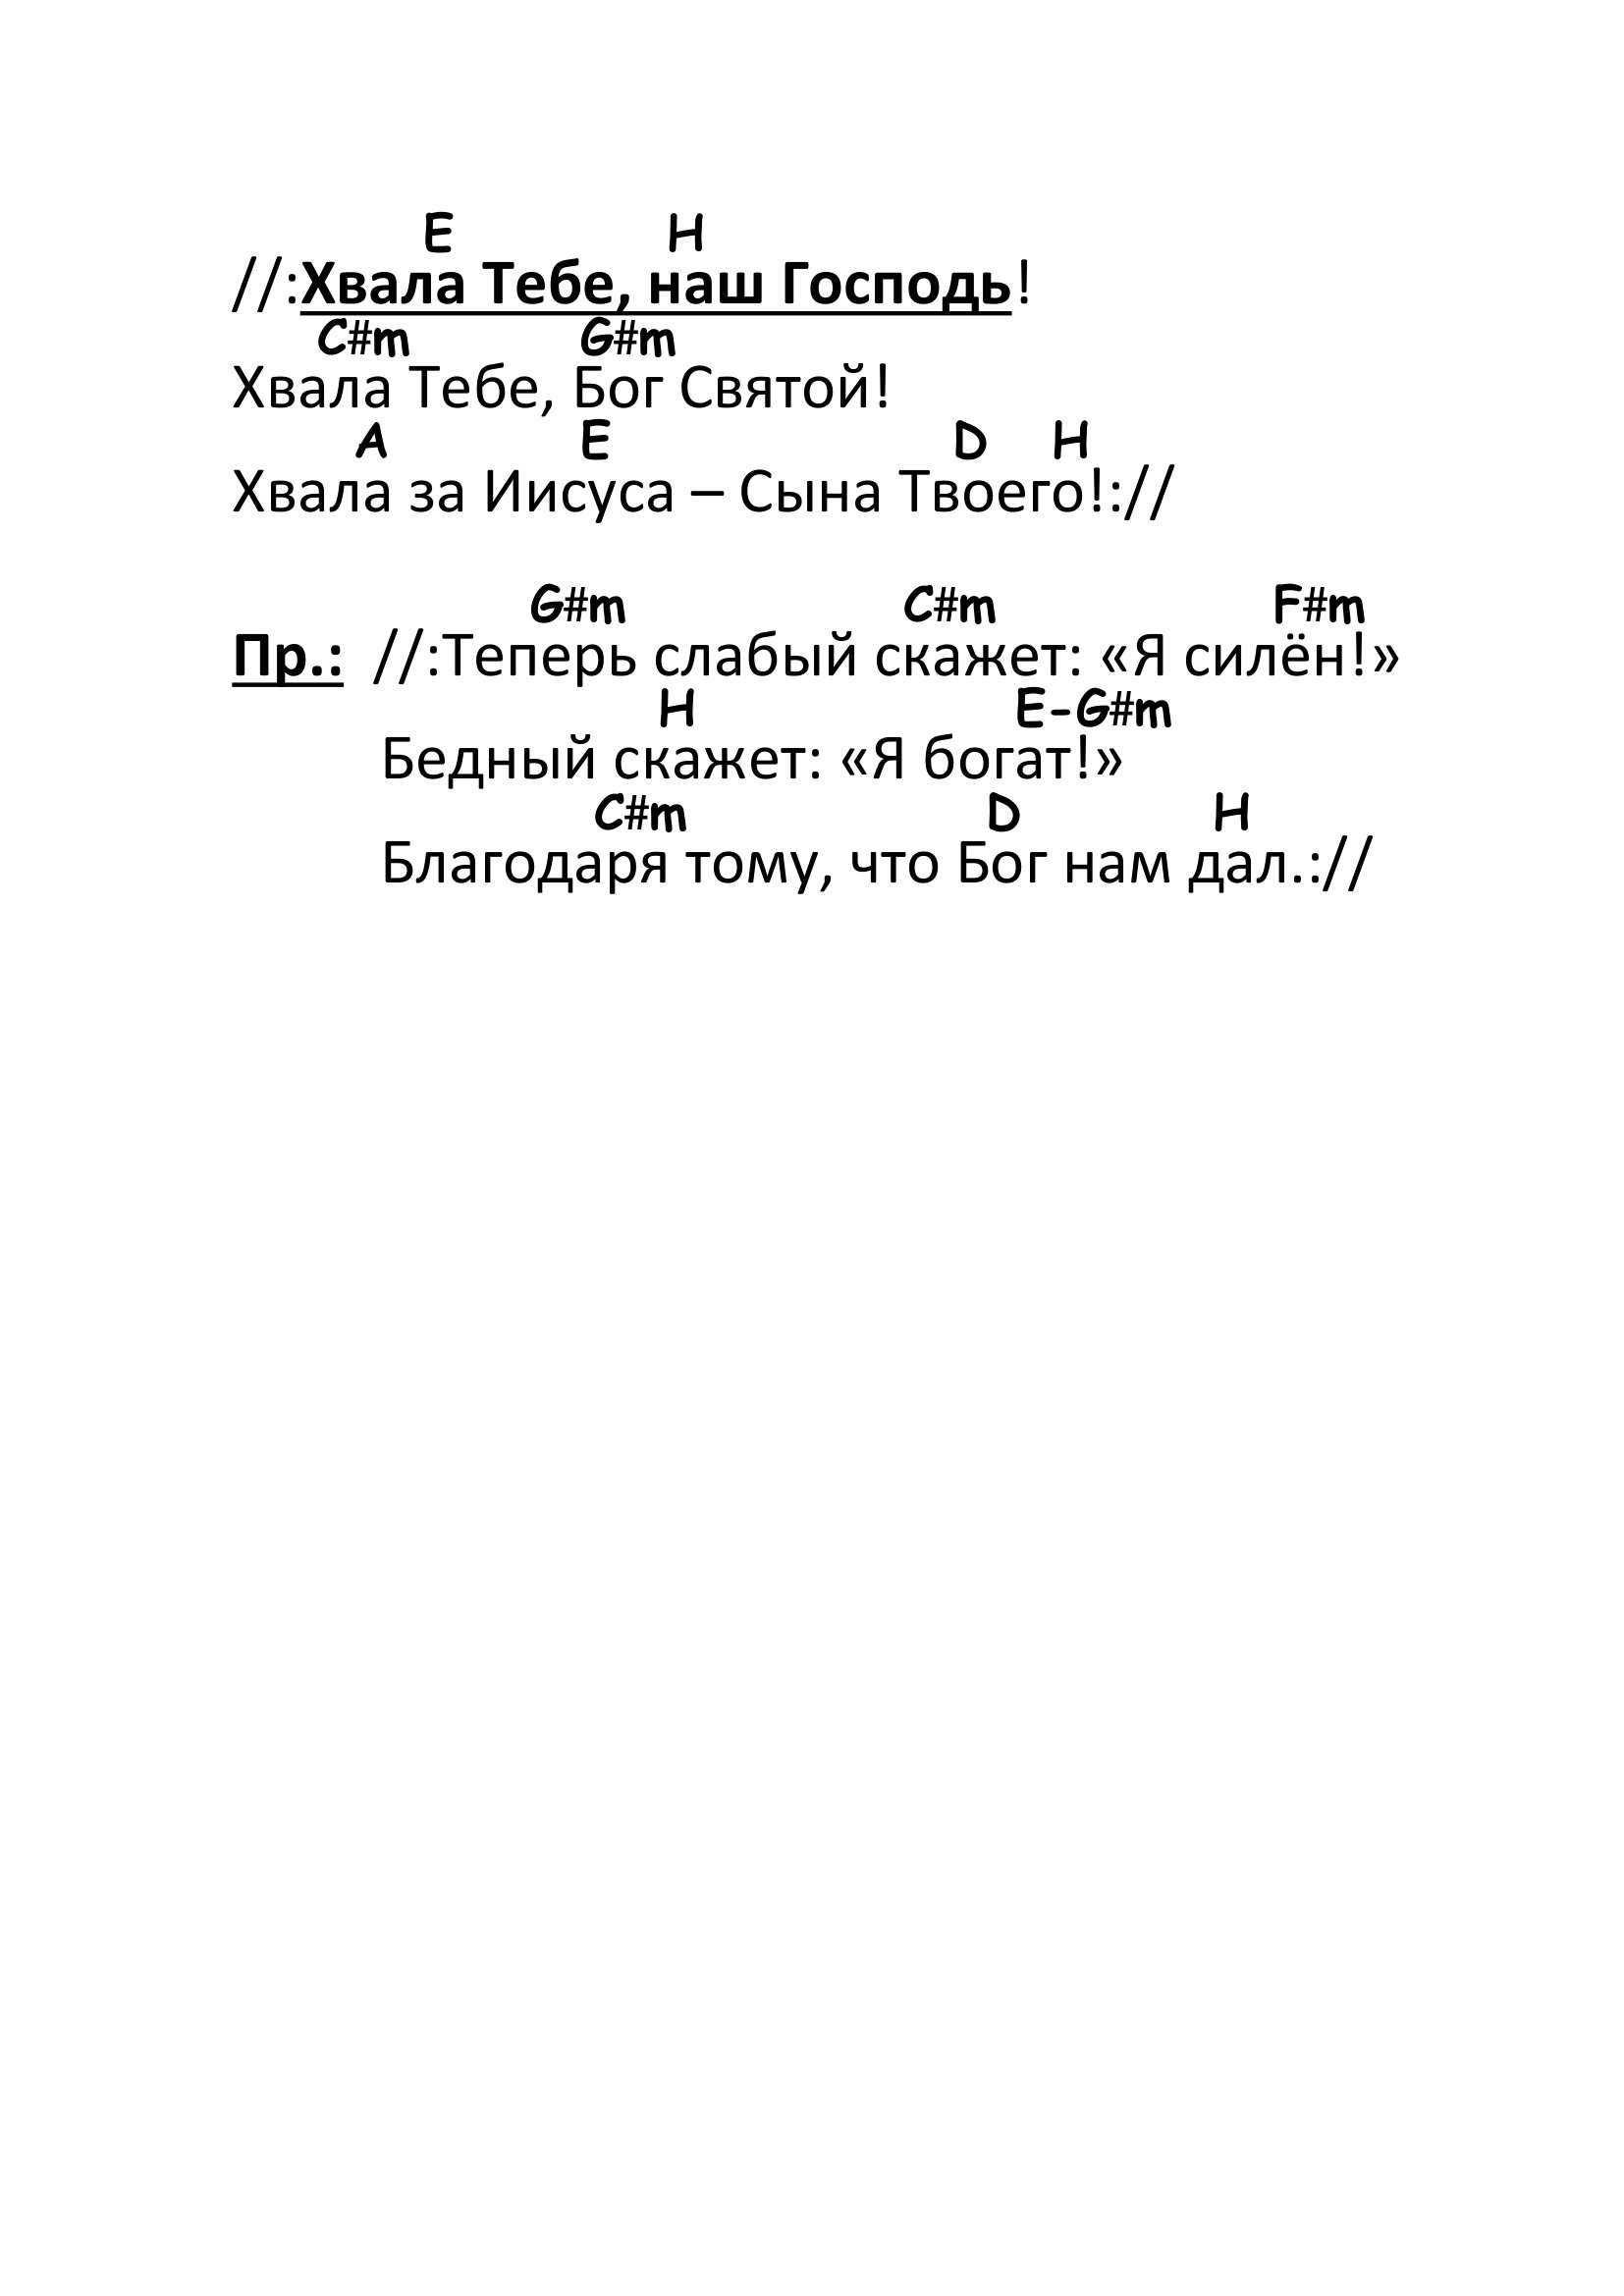 E H
//:Хвала Тебе, наш Господь!
C#m G#m
Хвала Тебе, Бог Святой!
A E D H
Хвала за Иисуса – Сына Твоего!://
G#m C#m F#m
Пр.: //:Теперь слабый скажет: «Я силён!»
H E-G#m
Бедный скажет: «Я богат!»
C#m D H
Благодаря тому, что Бог нам дал.://